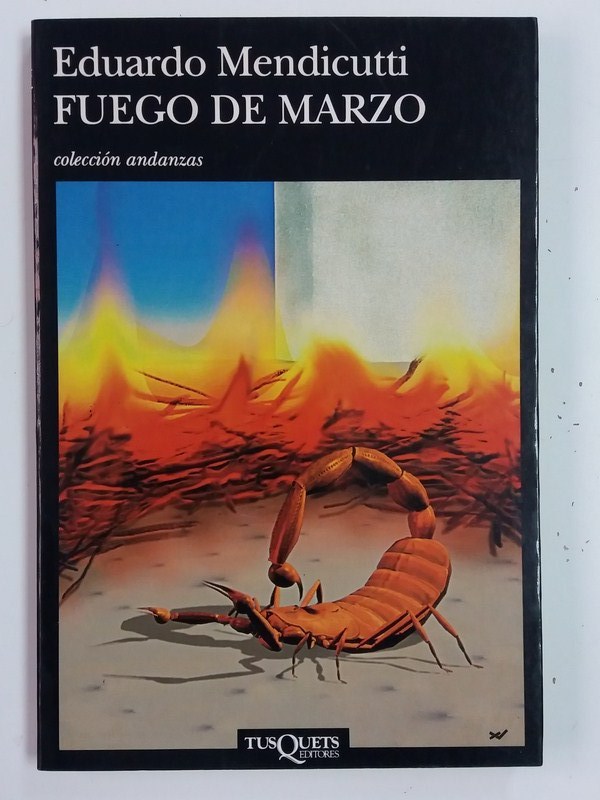 Eduardo Mendicutti
FUEGO DE MARZO
colección andanzas
TUSQUETS
EDITORES